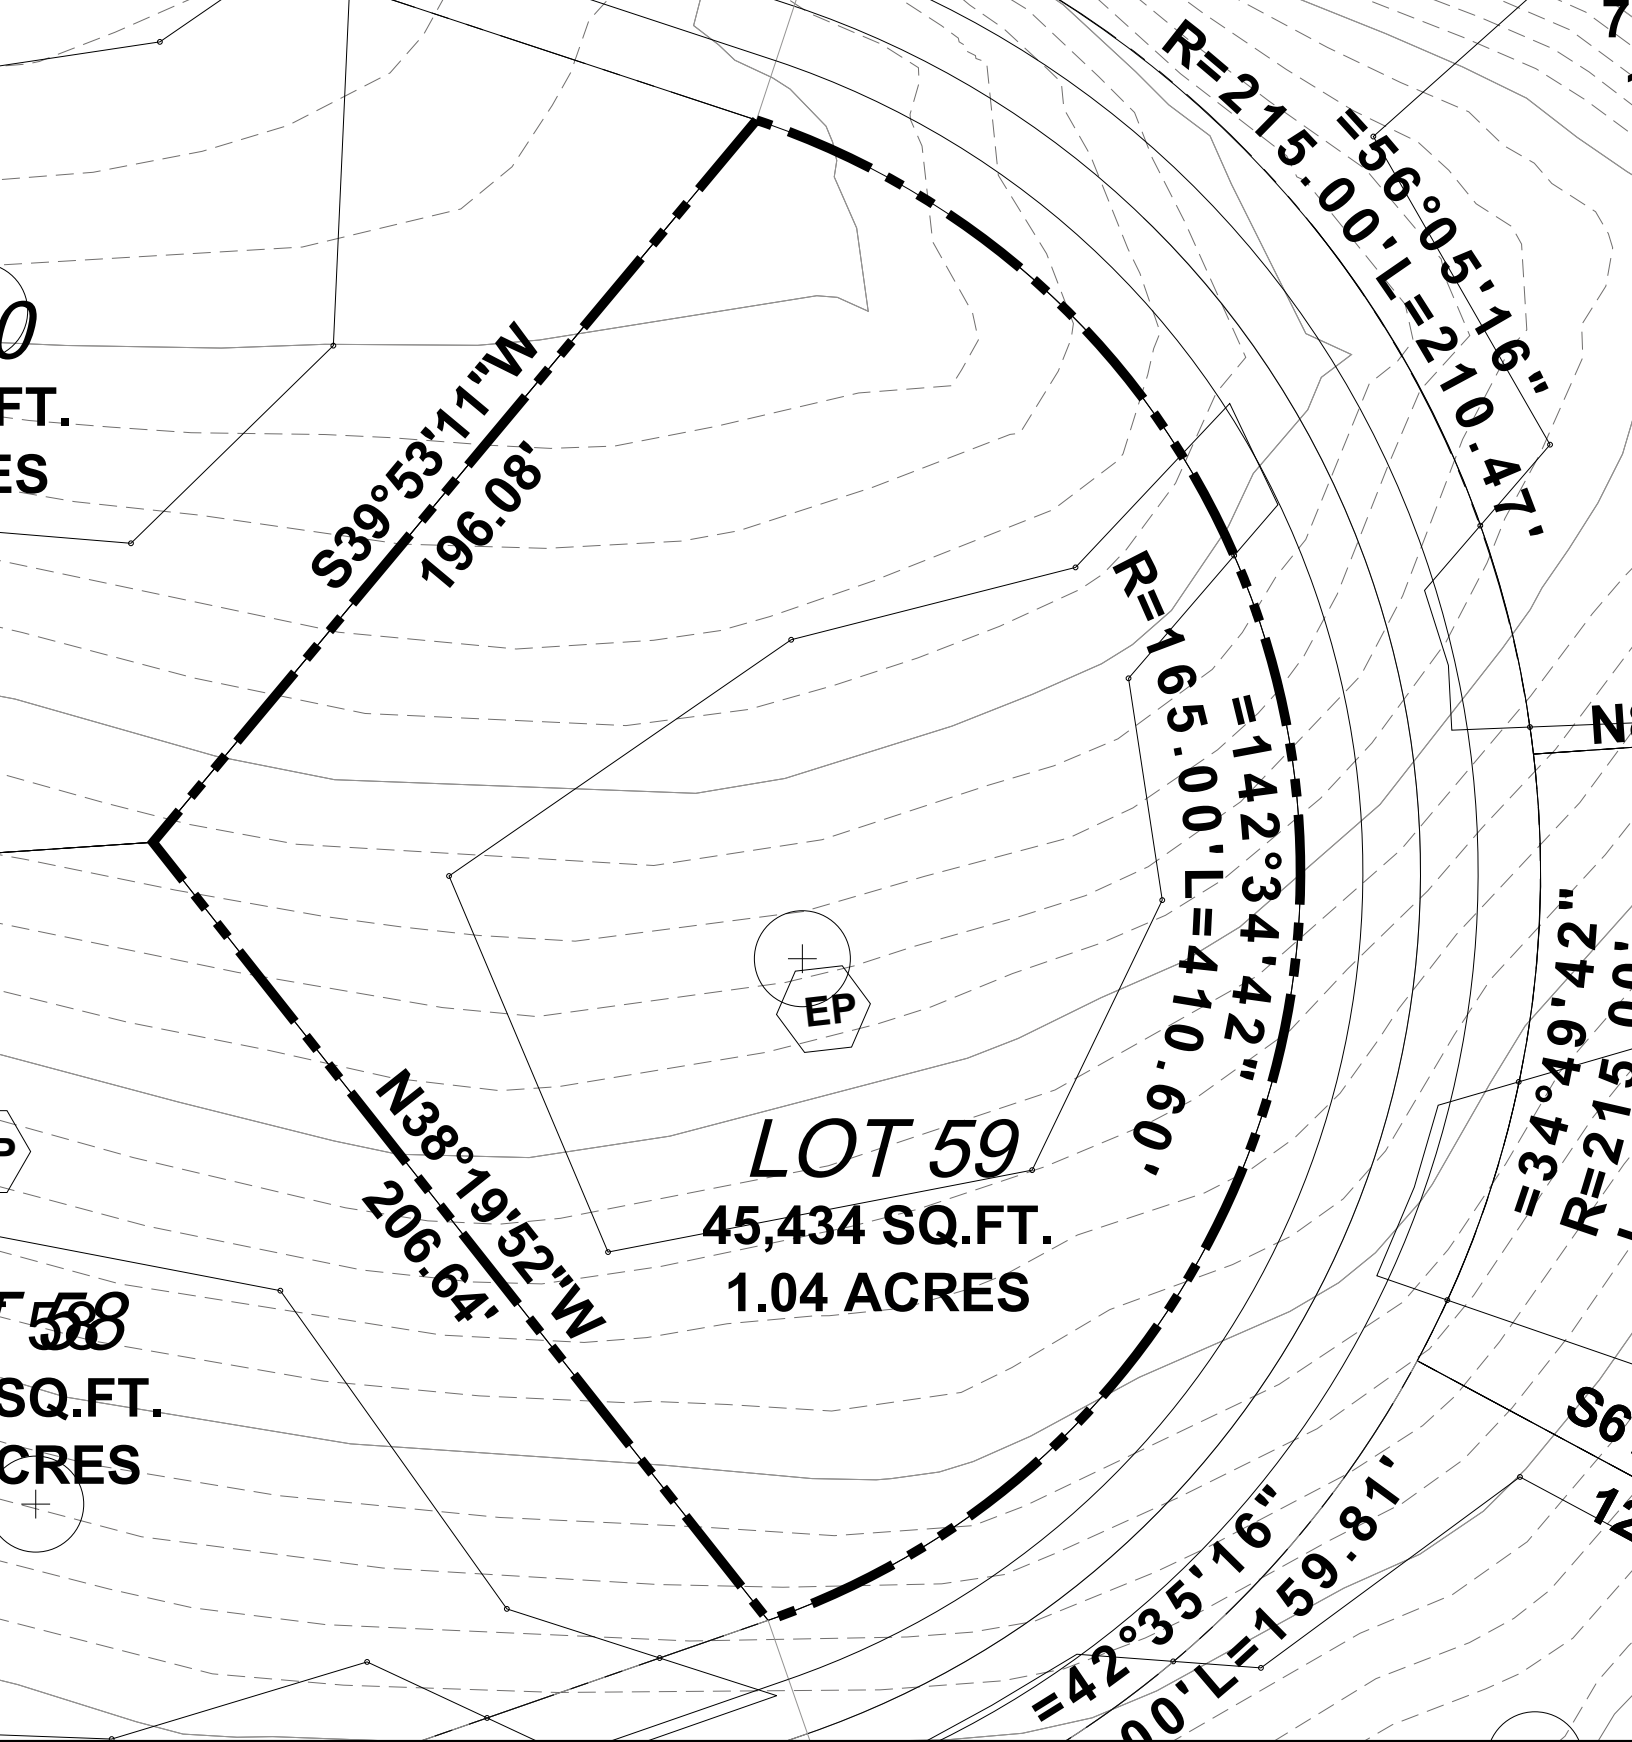 7
R=215.00'L=210.47'
=56°05'16"
0
FT.
ES
S39°53'11"W
196.08'
R=165.00'L=410.60'
=142°34'42"
EP
LOT 59
45,434 SQ.FT.
1.04 ACRES
N38°19'52"W
206.64'
P
58
SQ.FT.
CRES
=34°49'42"
R=215.00'
S6
12
=42°35'16"
00'L=159.81'